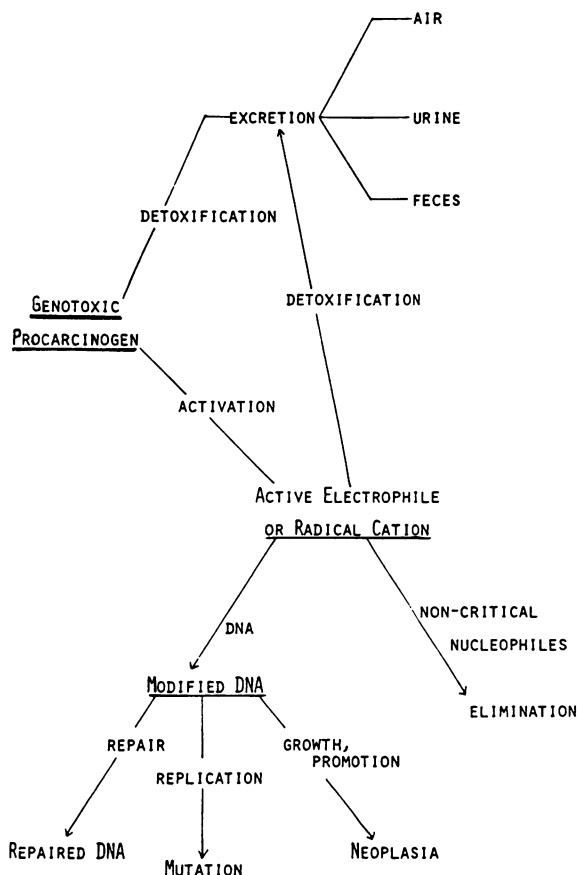 AIR
EXCRETION
URINE
FECES
DETOXIFICATION
DETOXIFICATION
GENOTOXIC
PROCARCINOGEN
ACTIVATION
ACTIVE ELECTROPHILE
OR RADICAL CATION
NON-CRITICAL
NUCLEOPHILES
DNA
ELIMINATION
MODIFIED DNA
REPAIR
REPLICATION
GROWTH,
PROMOTION
REPAIRED DNA
MUTATION
NEOPLASIA